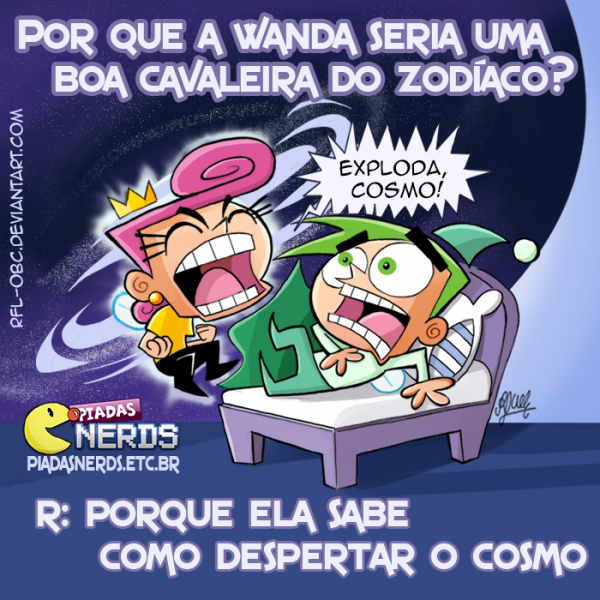 Por que a Wanda seria uma
boa cavaleira do zodíaco?
EXPLODA,
COSMO!
RFL-OBC.DEVIANTART.COM
PIADAS
NERDS
PIADASNERDS.ETC.BR
R: porque ela sabe
como despertar o cosmo